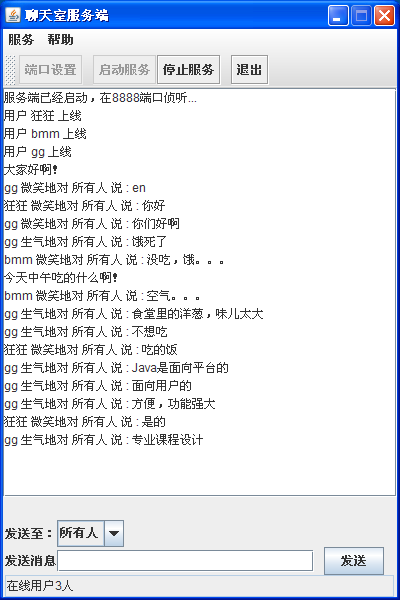 聊天室服务端
服务 帮助
端口设置 启动服务 停止服务 退出
服务端已经启动，在8888端口侦听...
用户 狂狂 上线
用户 bmm 上线
用户 gg 上线
大家好啊！
gg 微笑地对 所有人 说 : en
狂狂 微笑地对 所有人 说 : 你好
gg 微笑地对 所有人 说 : 你们好啊
gg 生气地对 所有人 说 : 饿死了
bmm 微笑地对 所有人 说 : 没吃，饿。。。
今天中午吃的什么啊！
bmm 微笑地对 所有人 说 : 空气。。。
gg 生气地对 所有人 说 : 食堂里的洋葱，味儿太大
gg 生气地对 所有人 说 : 不想吃
狂狂 微笑地对 所有人 说 : 吃的饭
gg 生气地对 所有人 说 : Java是面向平台的
gg 生气地对 所有人 说 : 面向用户的
gg 生气地对 所有人 说 : 方便，功能强大
狂狂 微笑地对 所有人 说 : 是的
gg 生气地对 所有人 说 : 专业课程设计
发送至： 所有人
发送消息 发送
在线用户3人